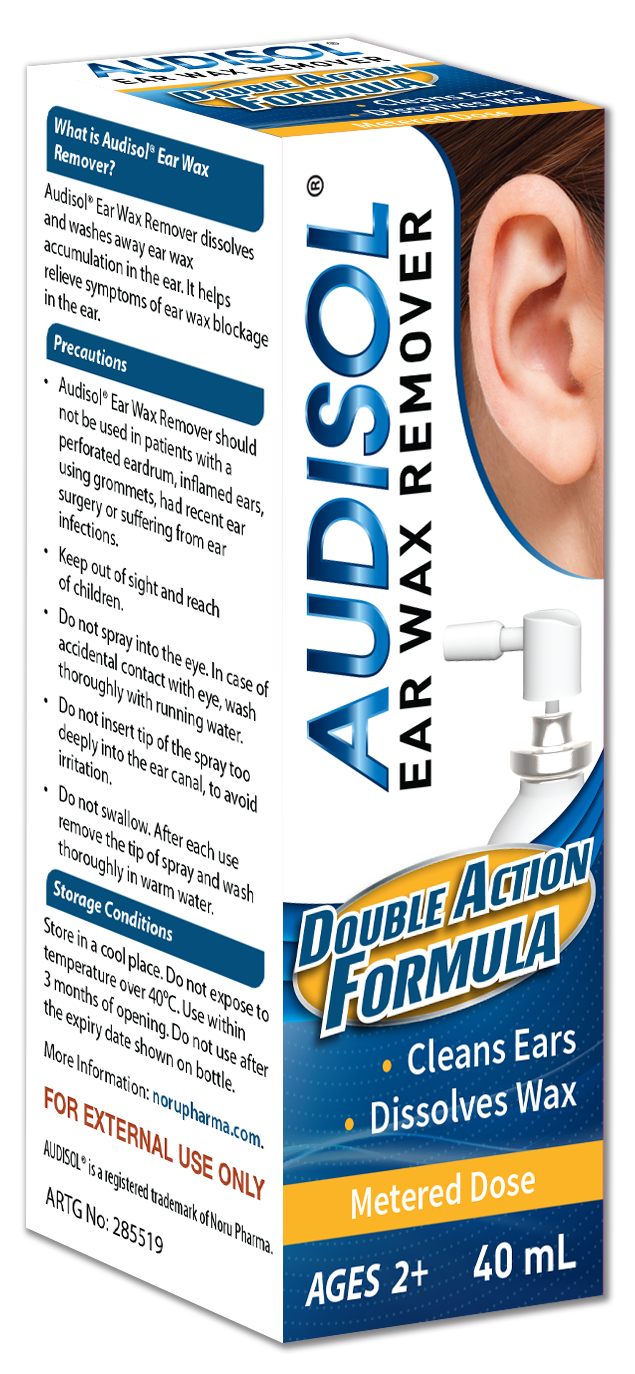 AUDISOL
EAR WAX REMOVER
DOUBLE ACTION
FORMULA
• Cleans Ears
• Dissolves Wax
Metered Dose
What is Audisol® Ear Wax
Remover?
Audisol® Ear Wax Remover dissolves
and washes away ear wax
accumulation in the ear. It helps
relieve symptoms of ear wax blockage
in the ear.
Precautions
• Audisol® Ear Wax Remover should
not be used in patients with a
perforated eardrum, inflamed ears,
using grommets, had recent ear
surgery or suffering from ear
infections.
• Keep out of sight and reach
of children.
• Do not spray into the eye. In case of
accidental contact with eye, wash
thoroughly with running water.
• Do not insert tip of the spray too
deeply into the ear canal, to avoid
irritation.
• Do not swallow. After each use
remove the tip of spray and wash
thoroughly in warm water.
Storage Conditions
Store in a cool place. Do not expose to
temperature over 40°C. Use within
3 months of opening. Do not use after
the expiry date shown on bottle.
More Information: norupharma.com.
FOR EXTERNAL USE ONLY
AUDISOL® is a registered trademark of Noru Pharma.
ARTG No: 285519
AUDISOL®
EAR WAX REMOVER
DOUBLE ACTION
FORMULA
• Cleans Ears
• Dissolves Wax
Metered Dose
AGES 2+ 40 mL